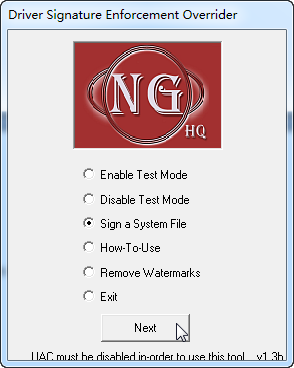 Driver Signature Enforcement Overrider
NG
HQ
Enable Test Mode
Disable Test Mode
Sign a System File
How-To-Use
Remove Watermarks
Exit
Next
UAC must be disabled in-order to use this tool v1.3b